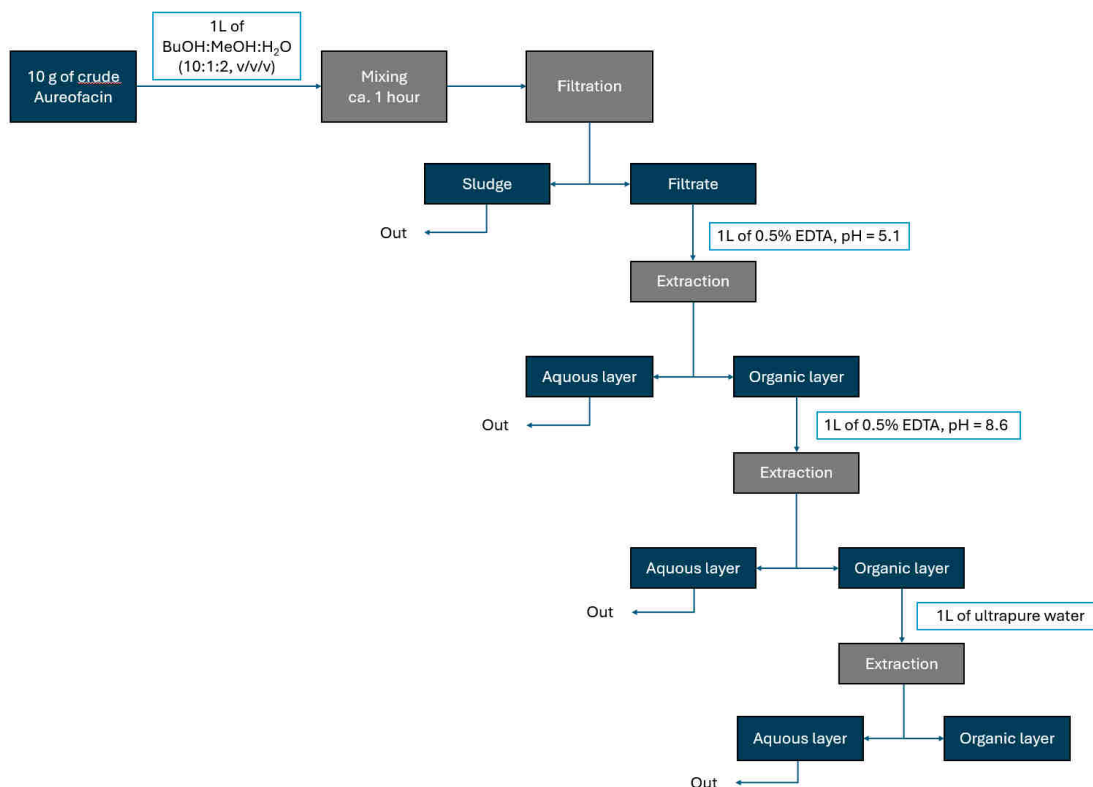 1L of
BuOH:MeOH:H₂O
(10:1:2, v/v/v)
10 g of crude
Aureofacin
Mixing
ca. 1 hour
Filtration
Sludge
Filtrate
Out
1L of 0.5% EDTA, pH = 5.1
Extraction
Aquous layer
Organic layer
Out
1L of 0.5% EDTA, pH = 8.6
Extraction
Aquous layer
Organic layer
Out
1L of ultrapure water
Extraction
Aquous layer
Organic layer
Out